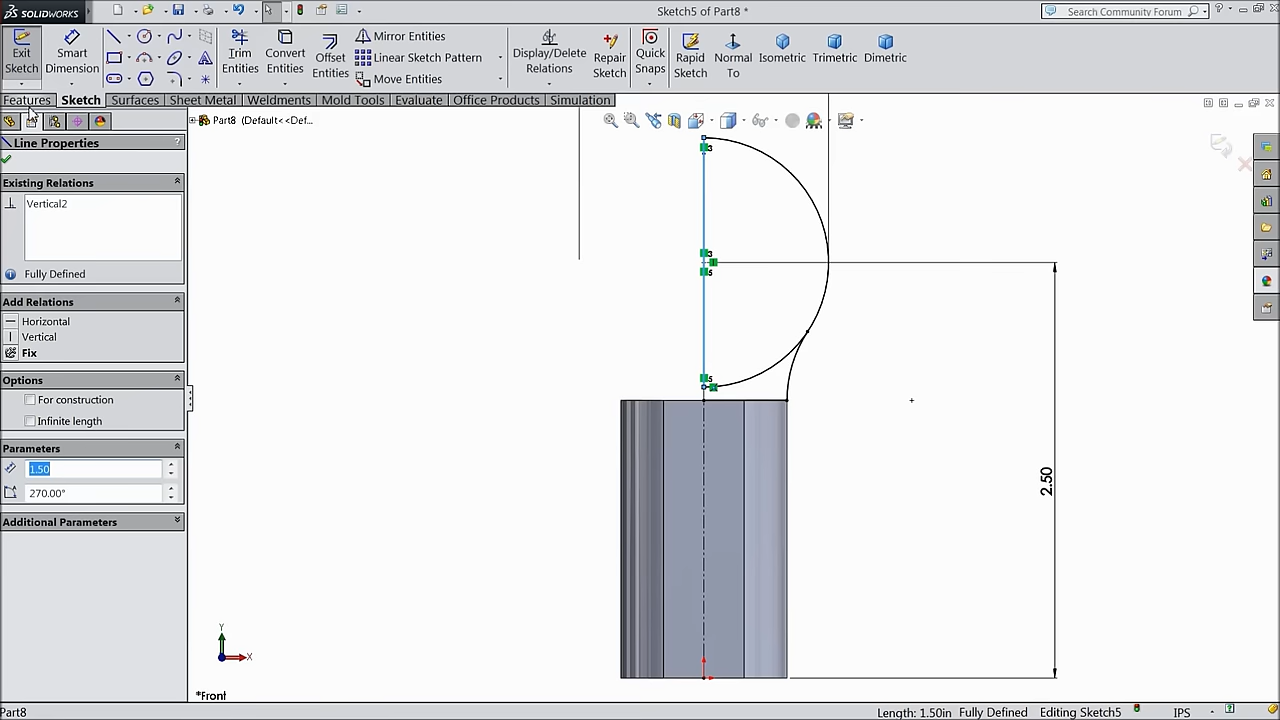 SOLIDWORKS
Sketch5 of Part8 *
Search Community Forum
Exit Sketch
Smart Dimension
Trim Entities
Convert Entities
Offset Entities
Mirror Entities
Linear Sketch Pattern
Move Entities
Display/Delete Relations
Repair Sketch
Quick Snaps
Rapid Sketch
Normal To
Isometric
Trimetric
Dimetric
Features
Sketch
Surfaces
Sheet Metal
Weldments
Mold Tools
Evaluate
Office Products
Simulation
Part8 (Default<<Def...
Line Properties
?
Existing Relations
Vertical2
Fully Defined
Add Relations
Horizontal
Vertical
Fix
Options
For construction
Infinite length
Parameters
1.50
270.00°
Additional Parameters
3
3
5
5
2.50
Y
X
*Front
Part8
Length: 1.50in
Fully Defined
Editing Sketch5
IPS